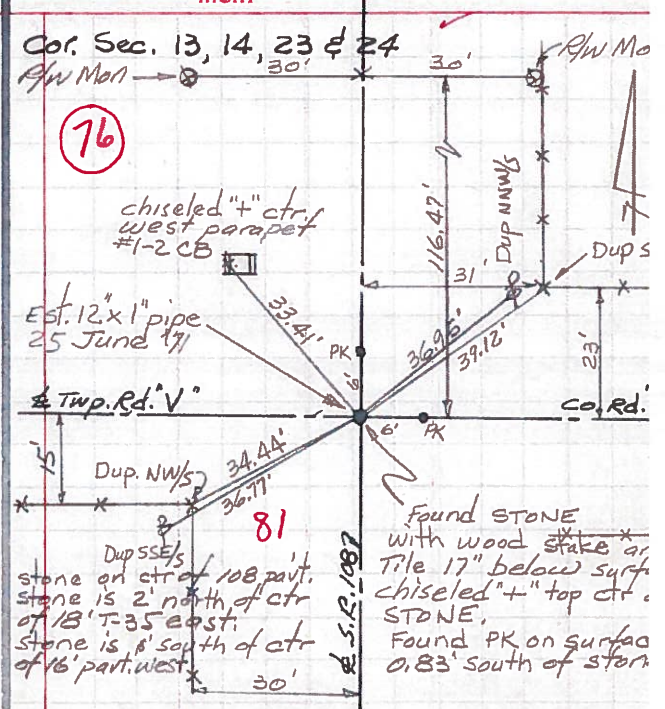 Cor. Sec. 13, 14, 23 & 24
R/W Mon
30'
30'
R/W Mo
76
116.47'
Dup NNW/s
chiseled "+" ctr.
west parapet
#1-2 CB
Dup S
31'
33.41'
Est. 12" x 1" pipe
25 June '71
PK
6'
36.95'
39.12'
23'
℄ Twp. Rd. "V"
Co. Rd.
6'
PK
15'
34.44'
36.77'
Dup. NW/s
81
Dup SSE/s
Found STONE
with wood stake an
Tile 17" below surf
chiseled "+" top ctr
STONE.
Found PK on surfac
0.83' South of ston
stone on ctr of 108 pav't.
stone is 2' north of ctr
of 18' T-35 east.
stone is south of ctr
of 16' pavt. west
℄ S.R. 108
30'